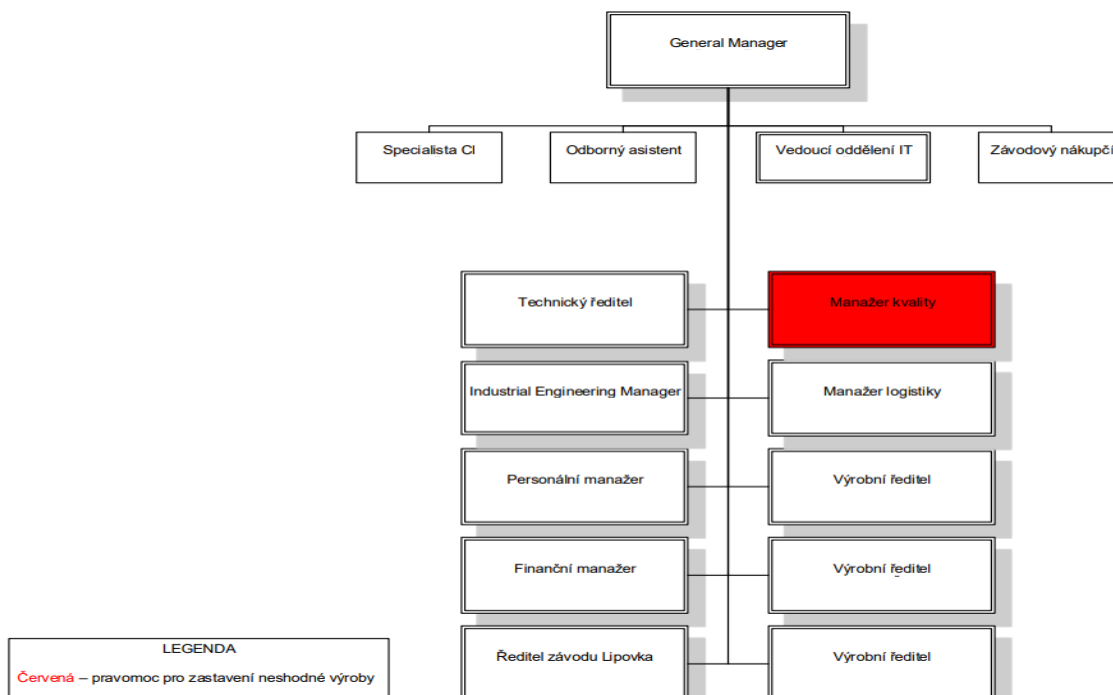 General Manager
Specialista CI
Odborný asistent
Vedoucí oddělení IT
Závodový nákupčí
Technický ředitel
Manažer kvality
Industrial Engineering Manager
Manažer logistiky
Personální manažer
Výrobní ředitel
Finanční manažer
Výrobní ředitel
Ředitel závodu Lipovka
Výrobní ředitel
LEGENDA
Červená – pravomoc pro zastavení neshodné výroby